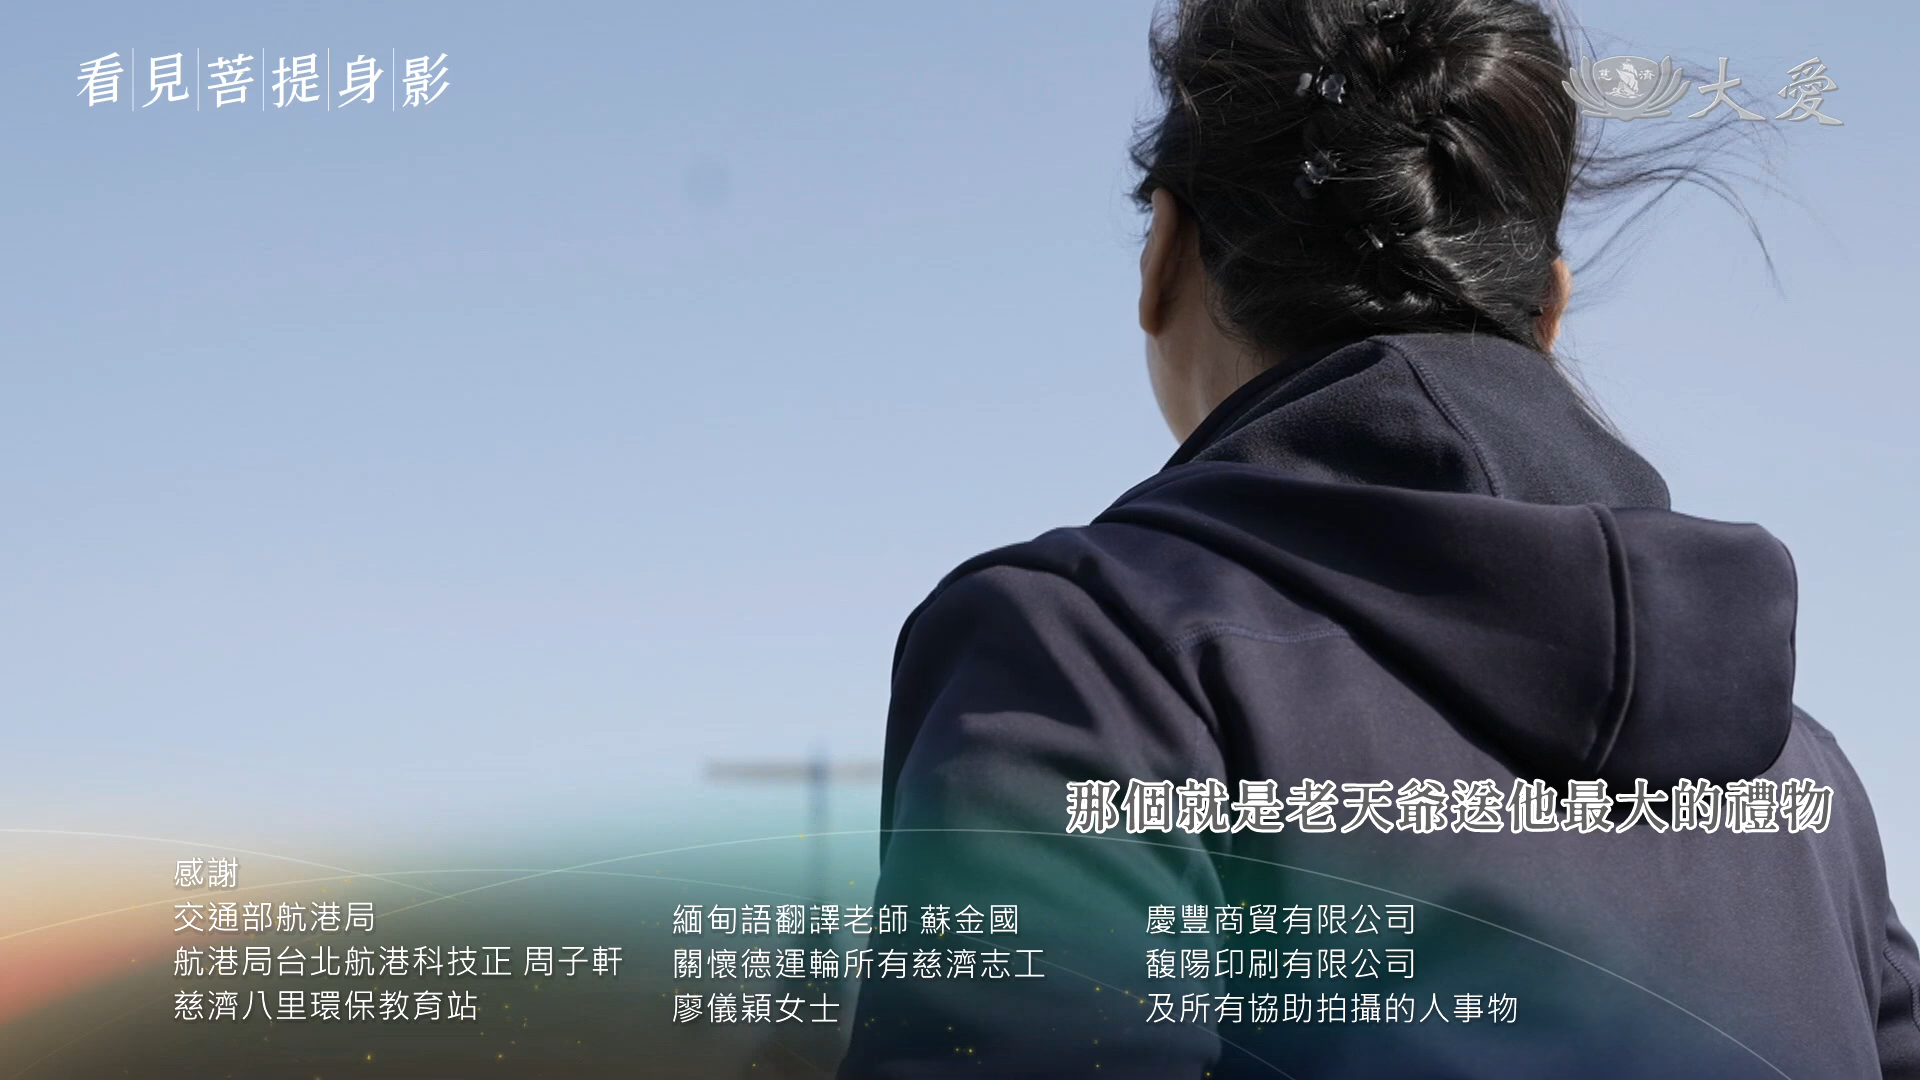 看見菩提身影
慈濟
大愛
那個就是老天爺送他最大的禮物
感謝
交通部航港局
航港局台北航港科技正 周子軒
慈濟八里環保教育站
緬甸語翻譯老師 蘇金國
關懷德運輪所有慈濟志工
廖儀穎女士
慶豐商貿有限公司
馥陽印刷有限公司
及所有協助拍攝的人事物